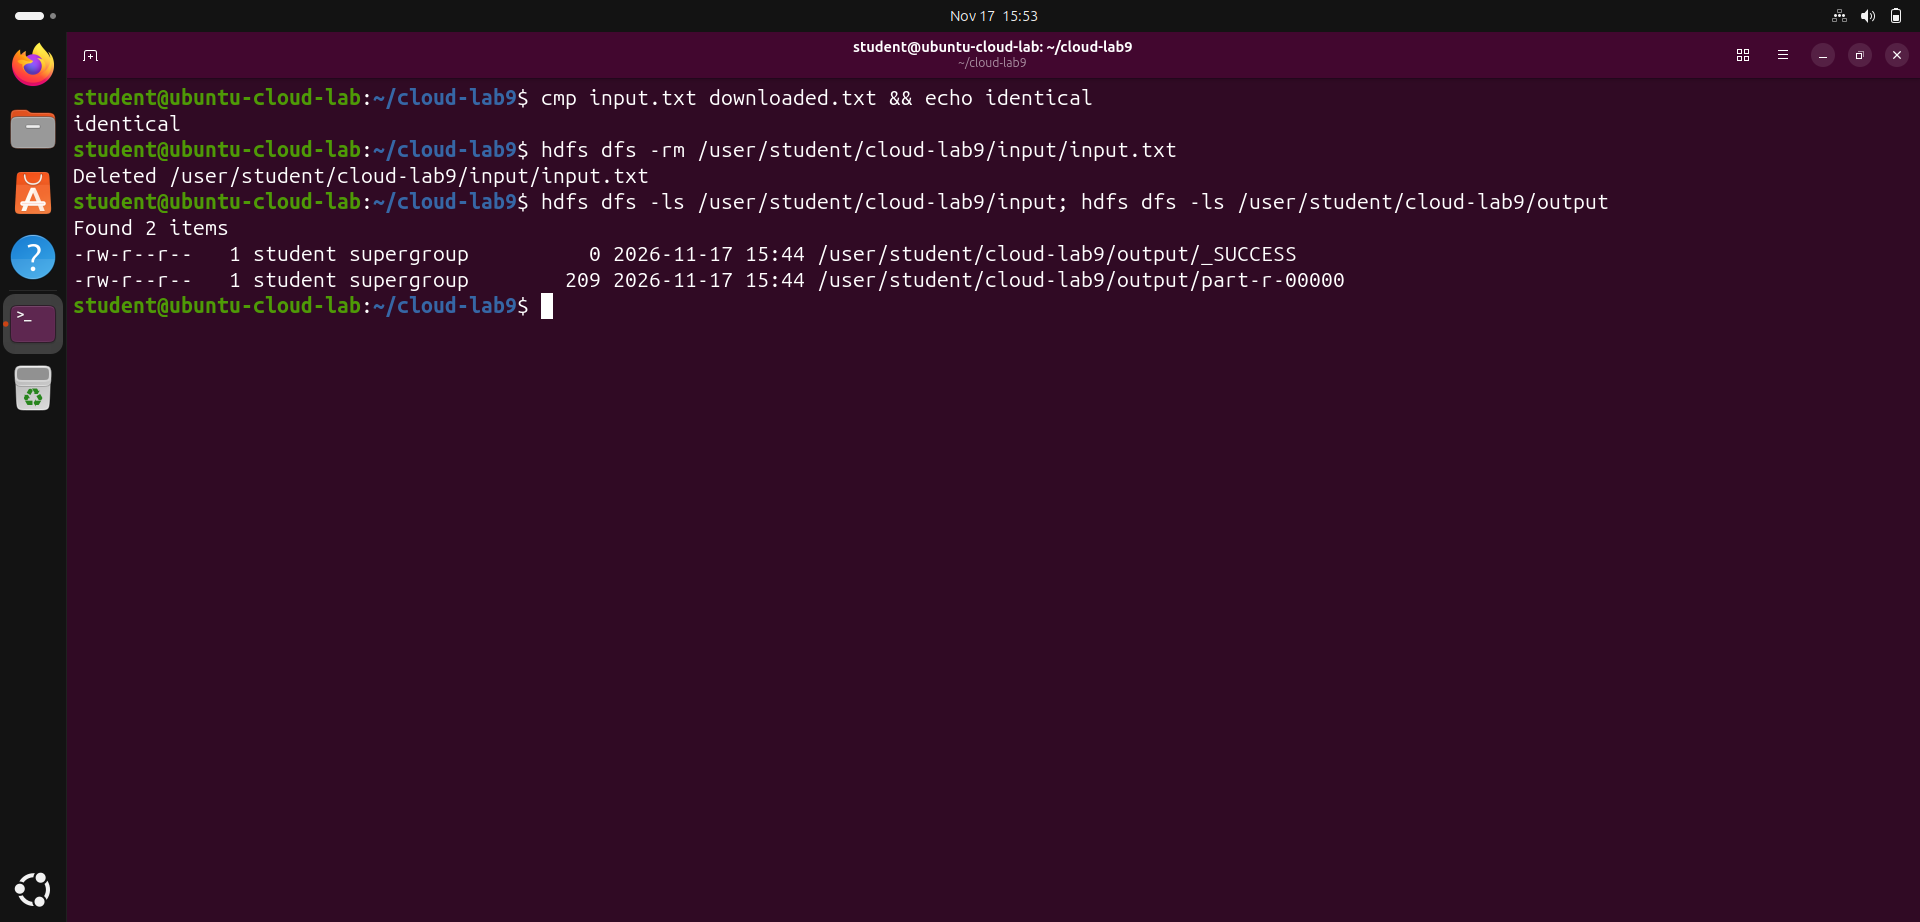 Nov 17 15:53
student@ubuntu-cloud-lab: ~/cloud-lab9
~/cloud-lab9
student@ubuntu-cloud-lab:~/cloud-lab9$ cmp input.txt downloaded.txt && echo identical
identical
student@ubuntu-cloud-lab:~/cloud-lab9$ hdfs dfs -rm /user/student/cloud-lab9/input/input.txt
Deleted /user/student/cloud-lab9/input/input.txt
student@ubuntu-cloud-lab:~/cloud-lab9$ hdfs dfs -ls /user/student/cloud-lab9/input; hdfs dfs -ls /user/student/cloud-lab9/output
Found 2 items
-rw-r--r--   1 student supergroup          0 2026-11-17 15:44 /user/student/cloud-lab9/output/_SUCCESS
-rw-r--r--   1 student supergroup        209 2026-11-17 15:44 /user/student/cloud-lab9/output/part-r-00000
student@ubuntu-cloud-lab:~/cloud-lab9$